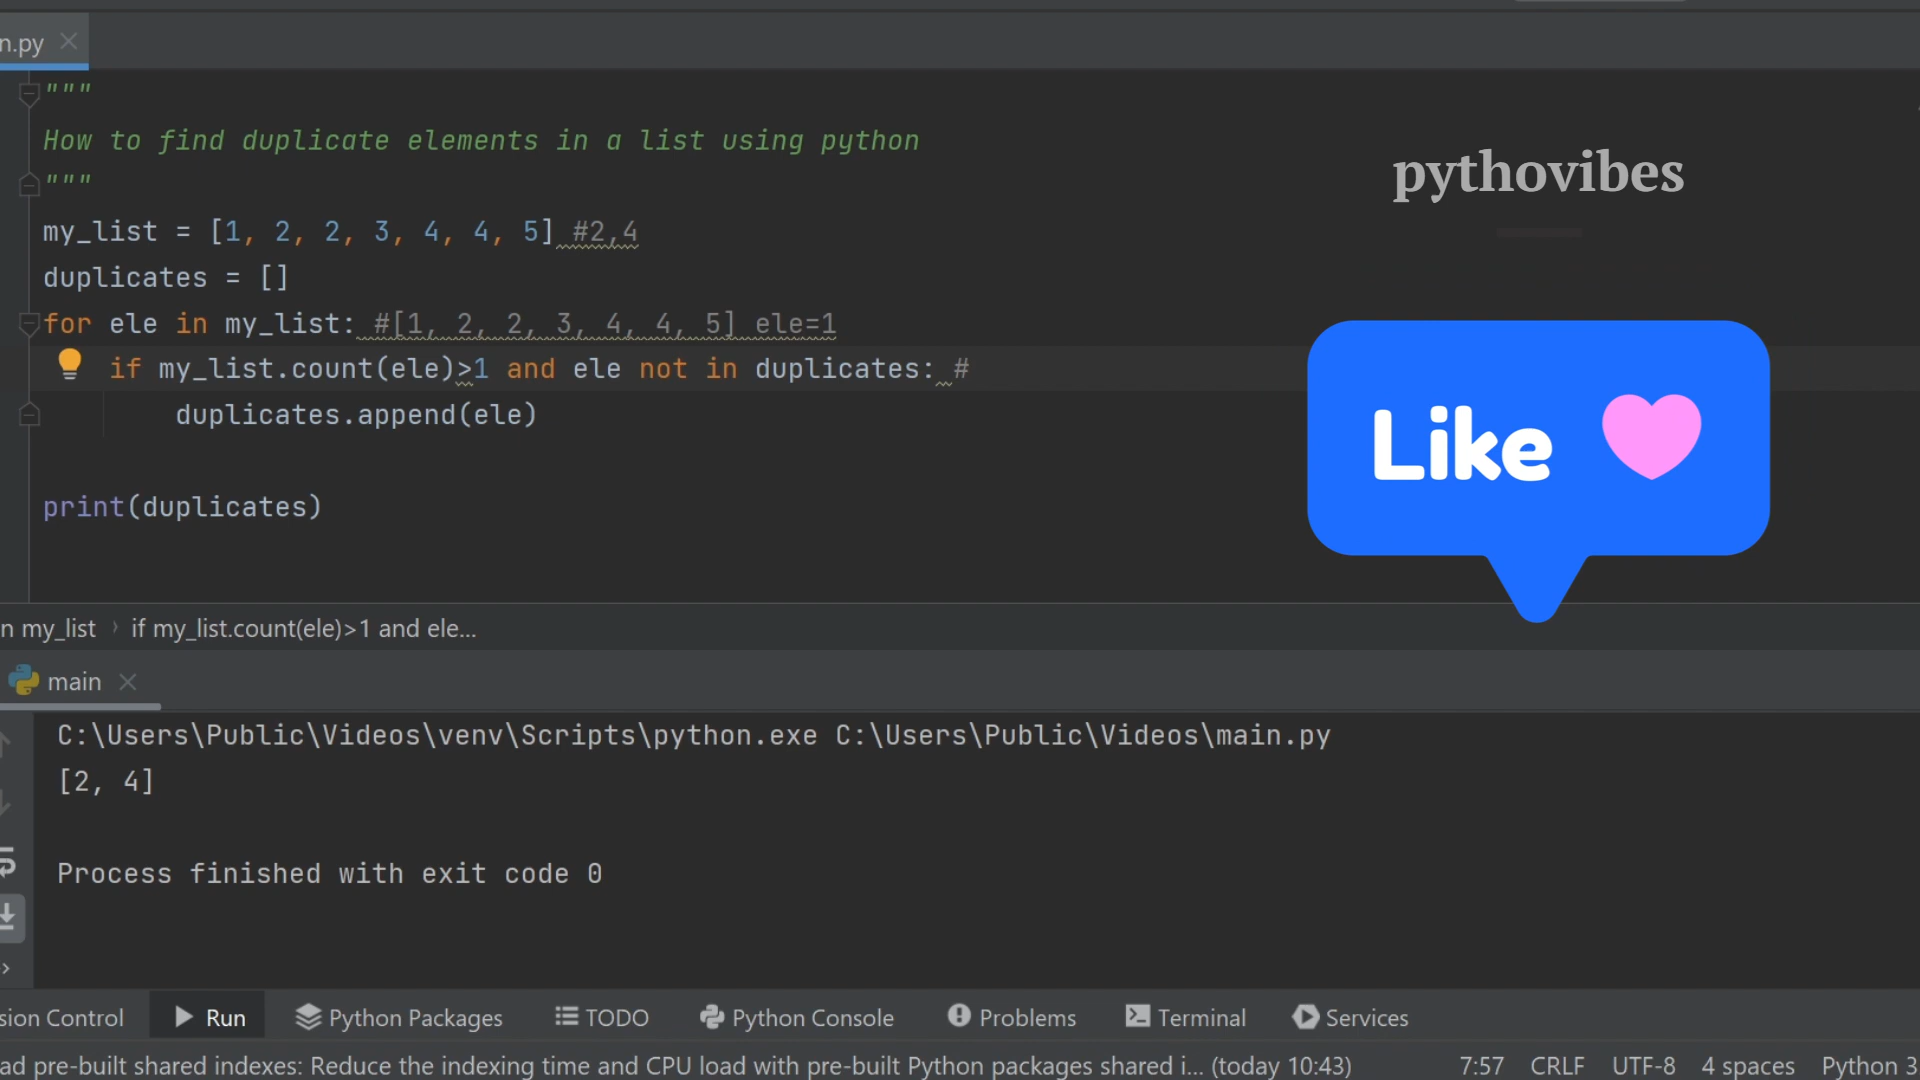 n.py
"""
How to find duplicate elements in a list using python
"""
my_list = [1, 2, 2, 3, 4, 4, 5] #2,4
duplicates = []
for ele in my_list: #[1, 2, 2, 3, 4, 4, 5] ele=1
    if my_list.count(ele)>1 and ele not in duplicates: #
        duplicates.append(ele)
print(duplicates)
pythovibes
Like
n my_list › if my_list.count(ele)>1 and ele...
main
C:\Users\Public\Videos\venv\Scripts\python.exe C:\Users\Public\Videos\main.py
[2, 4]
Process finished with exit code 0
sion Control Run Python Packages TODO Python Console Problems Terminal Services
ad pre-built shared indexes: Reduce the indexing time and CPU load with pre-built Python packages shared i... (today 10:43) 7:57 CRLF UTF-8 4 spaces Python 3